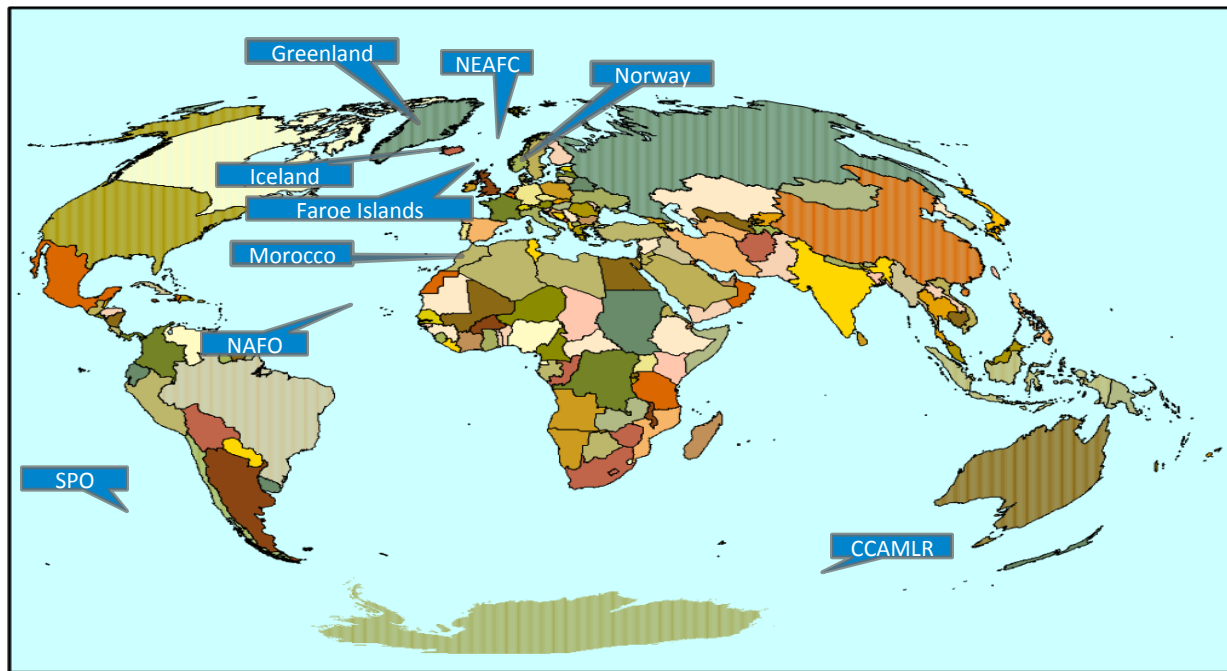 Greenland
NEAFC
Norway
Iceland
Faroe Islands
Morocco
NAFO
SPO
CCAMLR